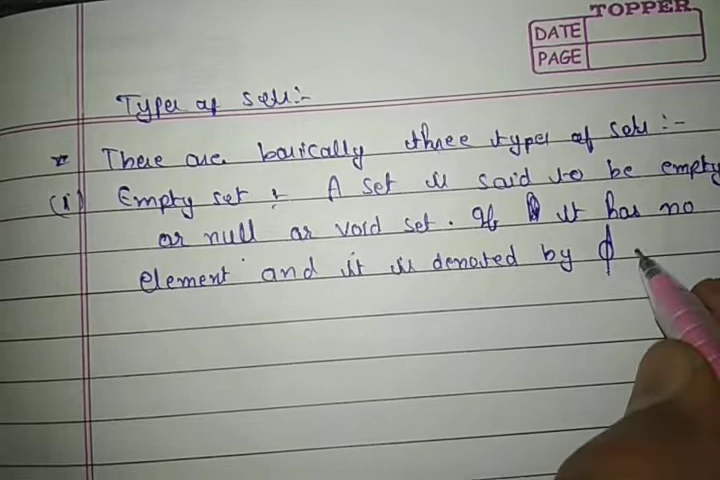 TOPPER
DATE
PAGE
Types of sets:-
* There are basically three types of sets :-
(i) Empty set :- A set is said to be empty
or null or void set. If it has no
element and it is denoted by ϕ